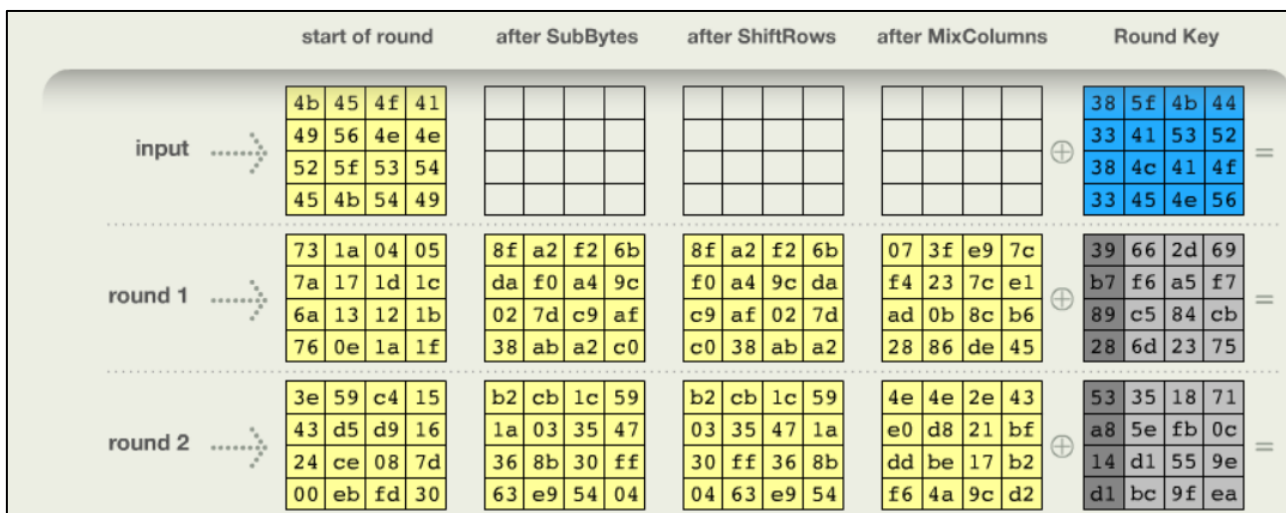 start of round after SubBytes after ShiftRows after MixColumns Round Key
4b 45 4f 41 38 5f 4b 44
49 56 4e 4e 33 41 53 52
input ⊕ =
52 5f 53 54 38 4c 41 4f
45 4b 54 49 33 45 4e 56
73 1a 04 05 8f a2 f2 6b 8f a2 f2 6b 07 3f e9 7c 39 66 2d 69
7a 17 1d 1c da f0 a4 9c f0 a4 9c da f4 23 7c e1 b7 f6 a5 f7
round 1 ⊕ =
6a 13 12 1b 02 7d c9 af c9 af 02 7d ad 0b 8c b6 89 c5 84 cb
76 0e 1a 1f 38 ab a2 c0 c0 38 ab a2 28 86 de 45 28 6d 23 75
3e 59 c4 15 b2 cb 1c 59 b2 cb 1c 59 4e 4e 2e 43 53 35 18 71
43 d5 d9 16 1a 03 35 47 03 35 47 1a e0 d8 21 bf a8 5e fb 0c
round 2 ⊕ =
24 ce 08 7d 36 8b 30 ff 30 ff 36 8b dd be 17 b2 14 d1 55 9e
00 eb fd 30 63 e9 54 04 04 63 e9 54 f6 4a 9c d2 d1 bc 9f ea